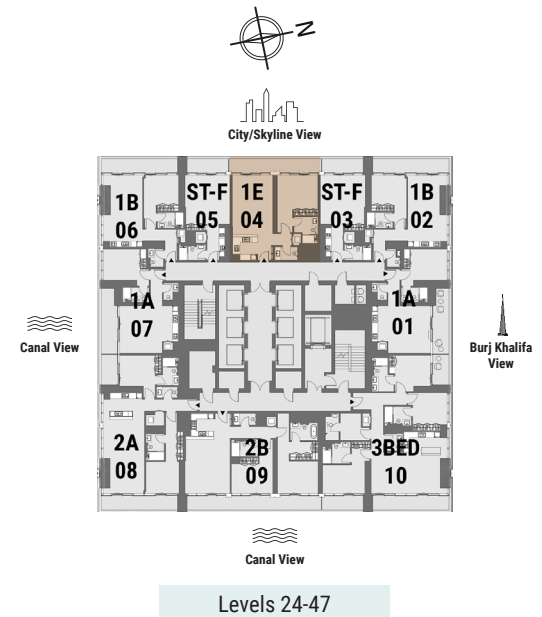 N
City/Skyline View
1B
06
ST-F
05
1E
04
ST-F
03
1B
02
1A
07
1A
01
Canal View
Burj Khalifa
View
2A
08
2B
09
3BED
10
Canal View
Levels 24-47